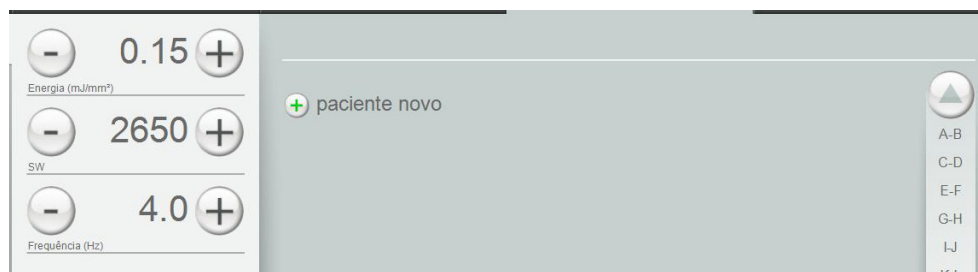 - 0.15 +
Energia (mJ/mm²)
- 2650 +
SW
- 4.0 +
Frequência (Hz)
+ paciente novo
A-B
C-D
E-F
G-H
I-J